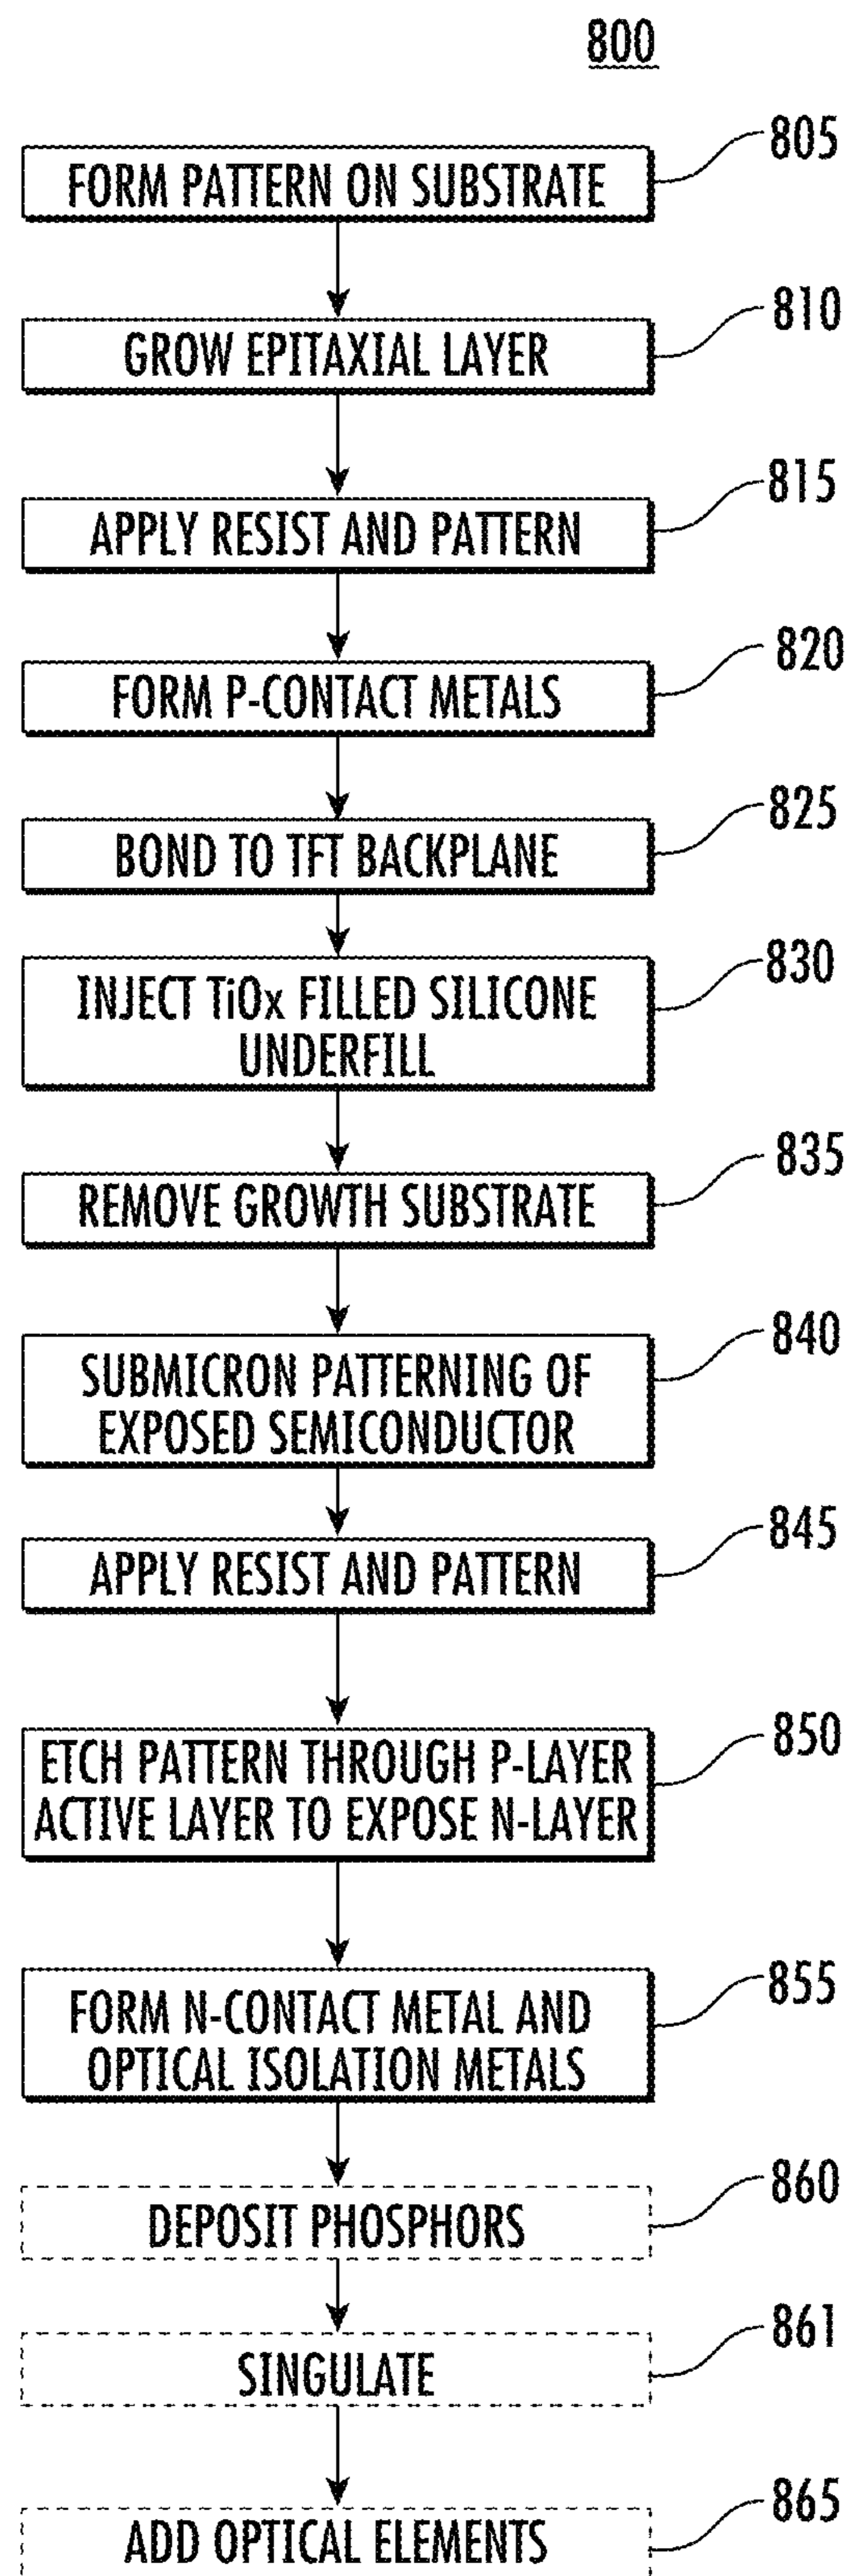 800
FORM PATTERN ON SUBSTRATE
805
GROW EPITAXIAL LAYER
810
APPLY RESIST AND PATTERN
815
FORM P-CONTACT METALS
820
BOND TO TFT BACKPLANE
825
INJECT TiOx FILLED SILICONE
UNDERFILL
830
REMOVE GROWTH SUBSTRATE
835
SUBMICRON PATTERNING OF
EXPOSED SEMICONDUCTOR
840
APPLY RESIST AND PATTERN
845
ETCH PATTERN THROUGH P-LAYER
ACTIVE LAYER TO EXPOSE N-LAYER
850
FORM N-CONTACT METAL AND
OPTICAL ISOLATION METALS
855
DEPOSIT PHOSPHORS
860
SINGULATE
861
ADD OPTICAL ELEMENTS
865